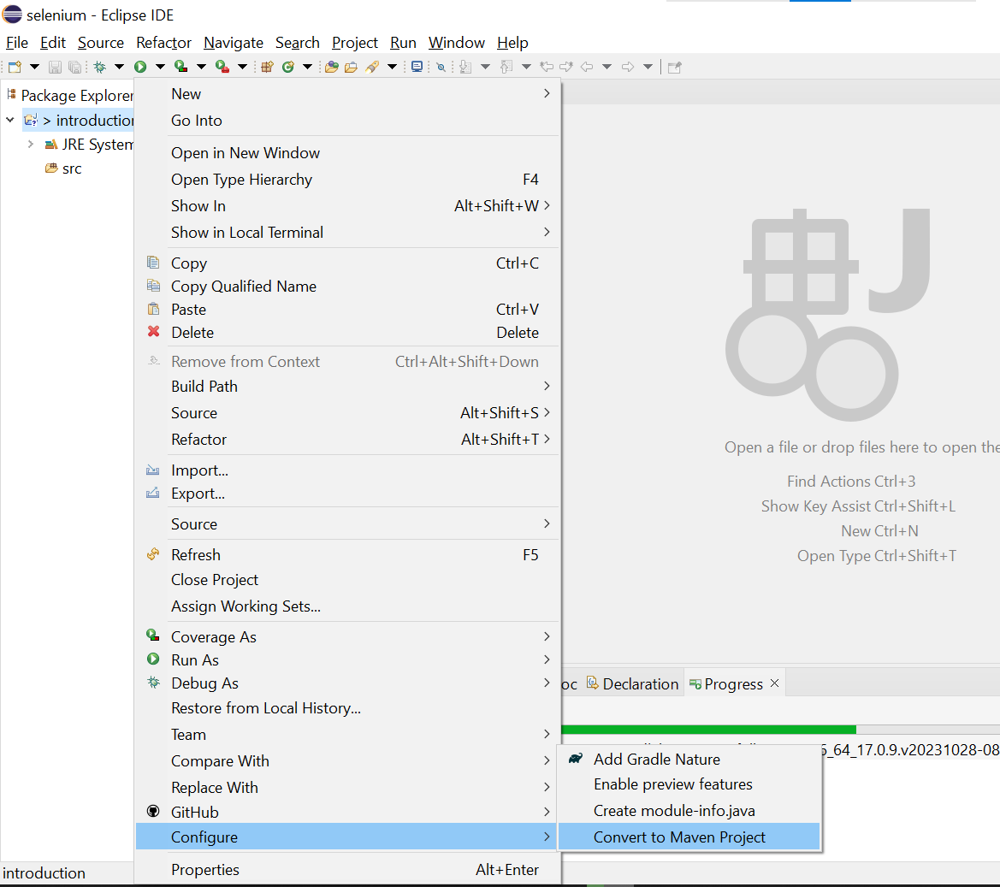 selenium - Eclipse IDE
File Edit Source Refactor Navigate Search Project Run Window Help
Package Explorer
> introduction
JRE System
src
New
Go Into
Open in New Window
Open Type Hierarchy F4
Show In Alt+Shift+W
Show in Local Terminal
Copy Ctrl+C
Copy Qualified Name
Paste Ctrl+V
Delete Delete
Remove from Context Ctrl+Alt+Shift+Down
Build Path
Source Alt+Shift+S
Refactor Alt+Shift+T
Import...
Export...
Source
Refresh F5
Close Project
Assign Working Sets...
Coverage As
Run As
Debug As
Restore from Local History...
Team
Compare With
Replace With
GitHub
Configure
Properties Alt+Enter
Add Gradle Nature
Enable preview features
Create module-info.java
Convert to Maven Project
J
Open a file or drop files here to open the
Find Actions Ctrl+3
Show Key Assist Ctrl+Shift+L
New Ctrl+N
Open Type Ctrl+Shift+T
oc Declaration Progress
6_64_17.0.9.v20231028-08
introduction